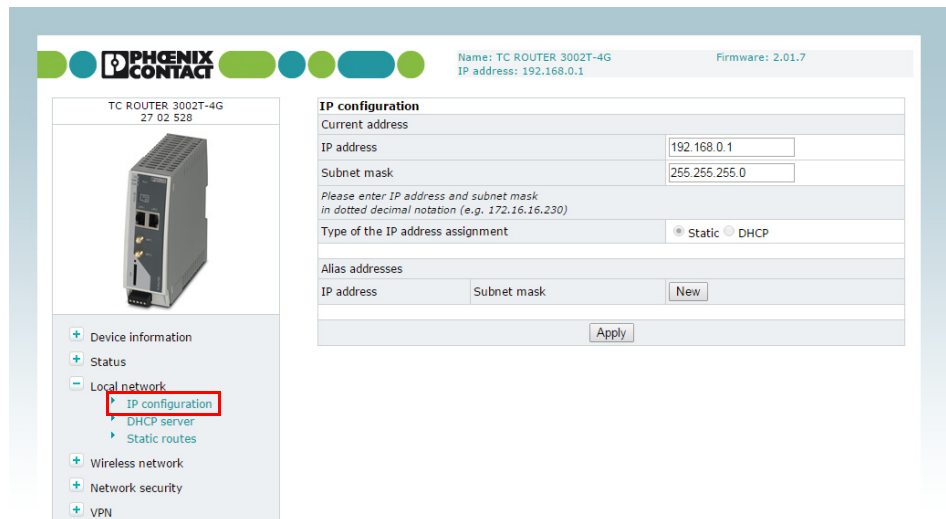 PHŒNIX
CONTACT
Name: TC ROUTER 3002T-4G
Firmware: 2.01.7
IP address: 192.168.0.1
TC ROUTER 3002T-4G
27 02 528
Device information
Status
Local network
IP configuration
DHCP server
Static routes
Wireless network
Network security
VPN
IP configuration
Current address
IP address
192.168.0.1
Subnet mask
255.255.255.0
Please enter IP address and subnet mask
in dotted decimal notation (e.g. 172.16.16.230)
Type of the IP address assignment
Static DHCP
Alias addresses
IP address Subnet mask New
Apply